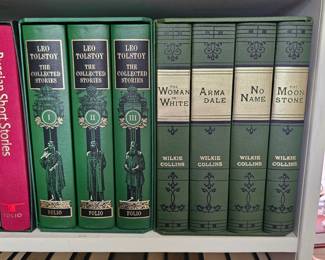 Russian Short Stories
FOLIO
LEO
TOLSTOY
THE
COLLECTED
STORIES
I
FOLIO
LEO
TOLSTOY
THE
COLLECTED
STORIES
II
FOLIO
LEO
TOLSTOY
THE
COLLECTED
STORIES
III
FOLIO
THE
WOMAN
IN
WHITE
WILKIE
COLLINS
ARMA
DALE
WILKIE
COLLINS
NO
NAME
WILKIE
COLLINS
THE
MOON
STONE
WILKIE
COLLINS